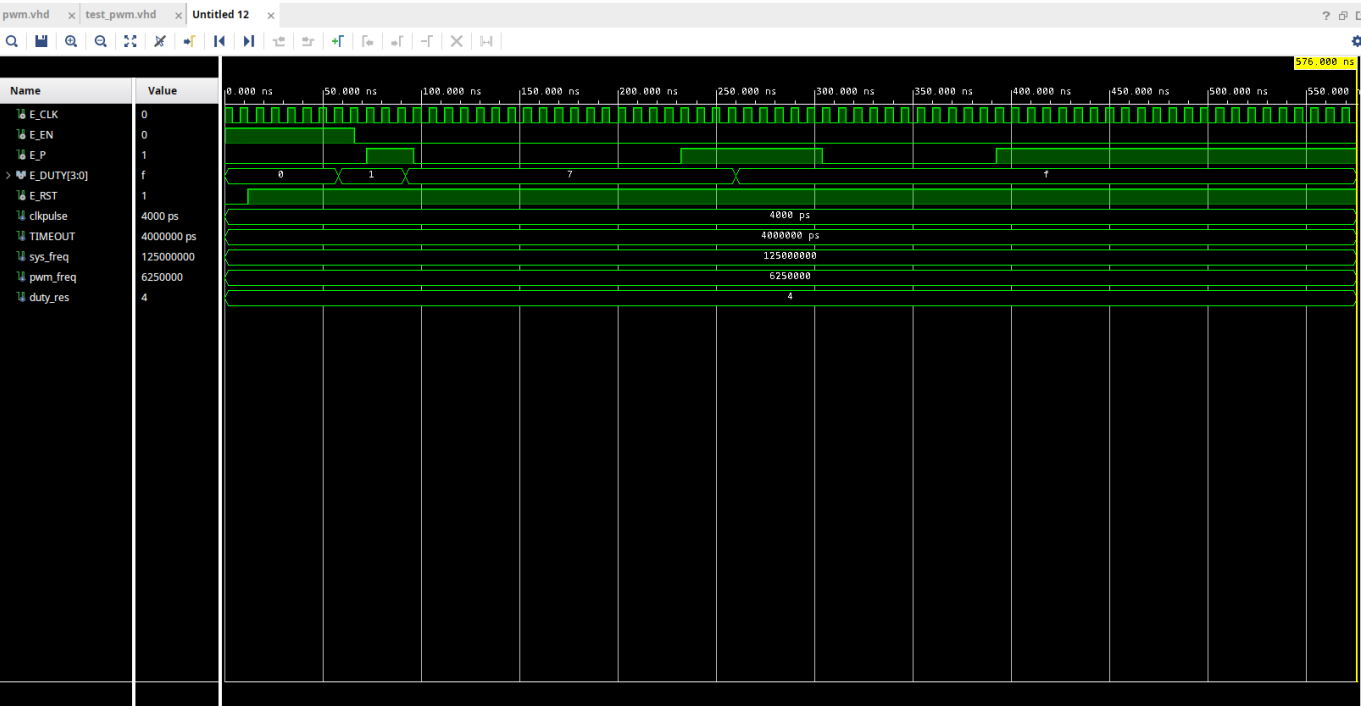 pwm.vhd × test_pwm.vhd × Untitled 12 ×
576.000 ns
Name Value
0.000 ns 50.000 ns 100.000 ns 150.000 ns 200.000 ns 250.000 ns 300.000 ns 350.000 ns 400.000 ns 450.000 ns 500.000 ns 550.000
E_CLK 0
E_EN 0
E_P 1
E_DUTY[3:0] f 0 1 7 f
E_RST 1
clkpulse 4000 ps 4000 ps
TIMEOUT 4000000 ps 4000000 ps
sys_freq 125000000 125000000
pwm_freq 6250000 6250000
duty_res 4 4